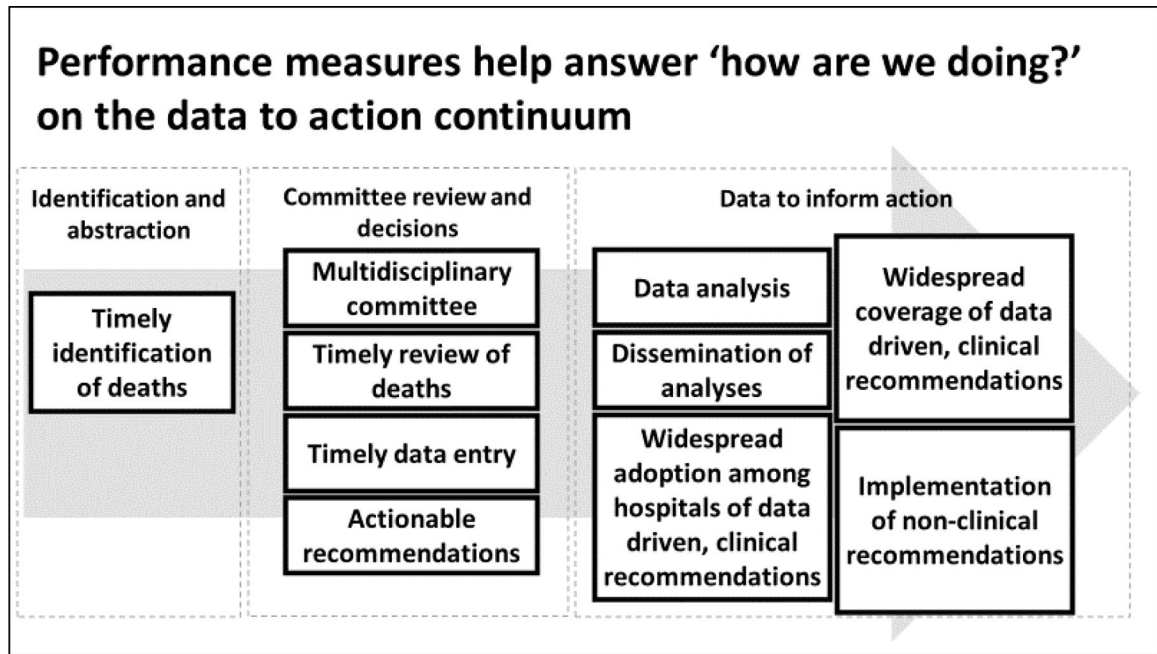 Performance measures help answer ‘how are we doing?’
on the data to action continuum
Identification and
abstraction
Timely
identification
of deaths
Committee review and
decisions
Multidisciplinary
committee
Timely review of
deaths
Timely data entry
Actionable
recommendations
Data to inform action
Data analysis
Dissemination of
analyses
Widespread
adoption among
hospitals of data
driven, clinical
recommendations
Widespread
coverage of data
driven, clinical
recommendations
Implementation
of non-clinical
recommendations